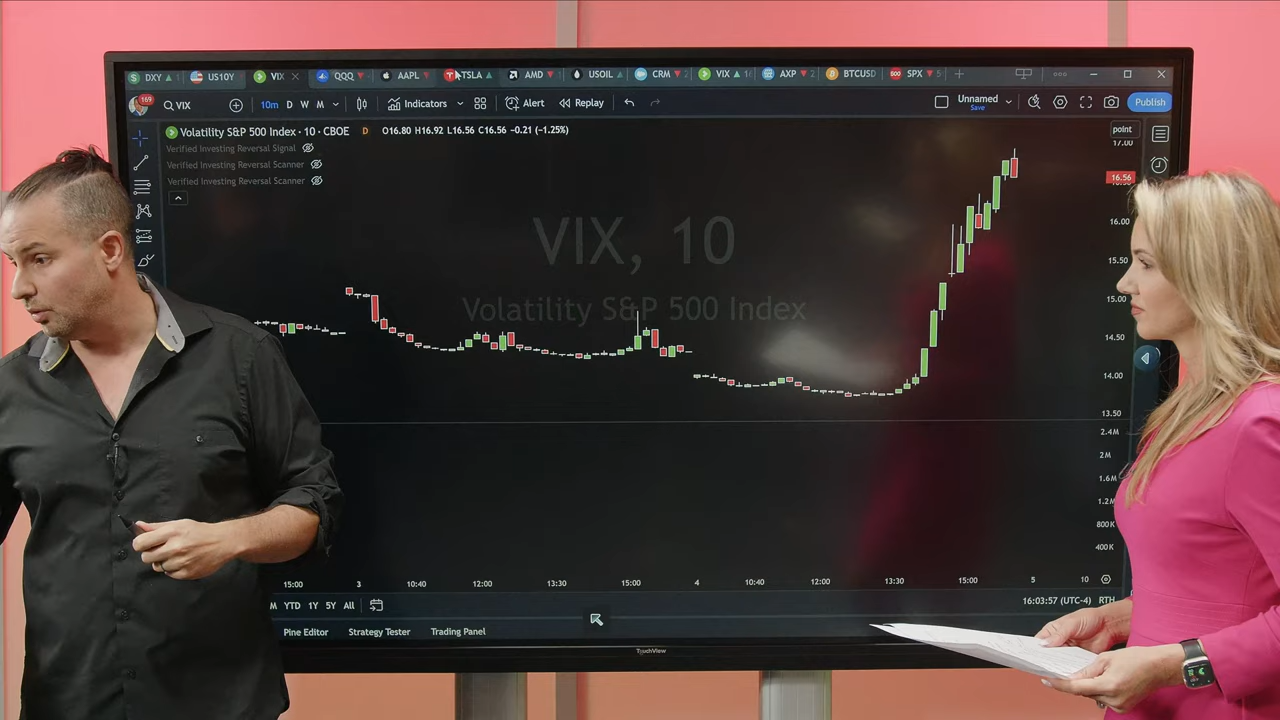 DXY US10Y VIX QQQ AAPL TSLA AMD USOIL CRM VIX AXP BTCUSD SPX
169 VIX 10m D W M Indicators Alert Replay Unnamed Publish
Save
Volatility S&P 500 Index · 10 · CBOE D O16.80 H16.92 L16.56 C16.56 -0.21 (-1.25%)
point
Verified Investing Reversal Signal
Verified Investing Reversal Scanner
Verified Investing Reversal Scanner
17.00
16.56
16.00
15.50
15.00
14.50
14.00
13.50
VIX, 10
Volatility S&P 500 Index
2.4M
2M
1.6M
1.2M
800K
400K
15:00 3 10:40 12:00 13:30 15:00 4 10:40 12:00 13:30 15:00 5 10
M YTD 1Y 5Y All 16:03:57 (UTC-4) RTH
Pine Editor Strategy Tester Trading Panel
TouchView